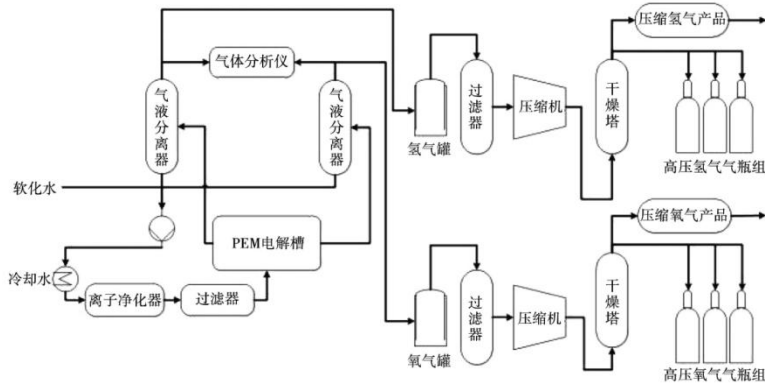 压缩氢气产品
气体分析仪
气液分离器
气液分离器
氢气罐
过滤器
压缩机
干燥塔
高压氢气气瓶组
软化水
PEM电解槽
压缩氧气产品
冷却水
离子净化器
过滤器
氧气罐
过滤器
压缩机
干燥塔
高压氧气气瓶组